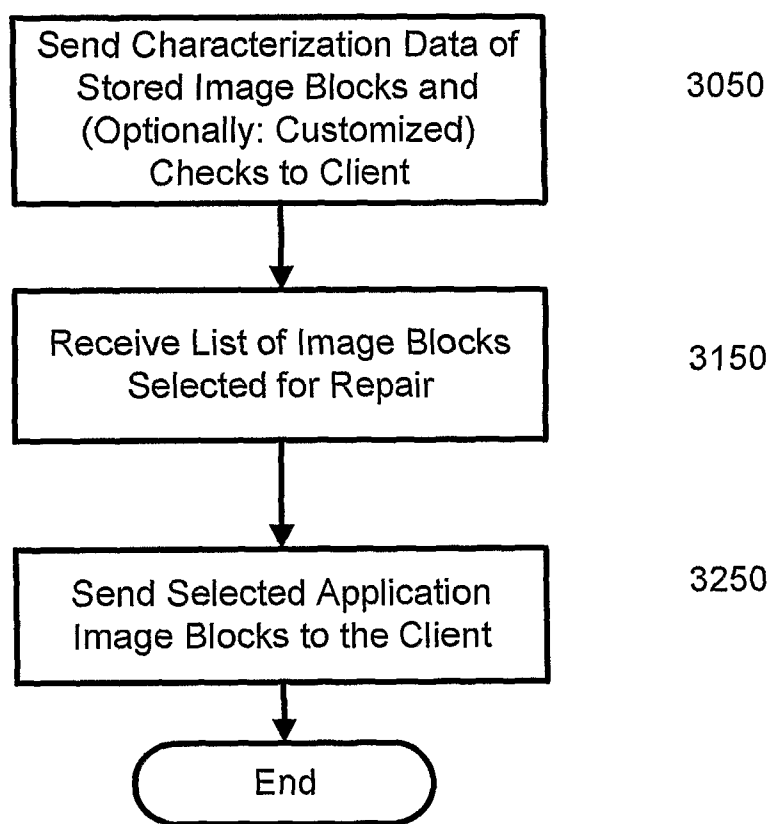 Send Characterization Data of
Stored Image Blocks and
(Optionally: Customized)
Checks to Client
3050
Receive List of Image Blocks
Selected for Repair
3150
Send Selected Application
Image Blocks to the Client
3250
End